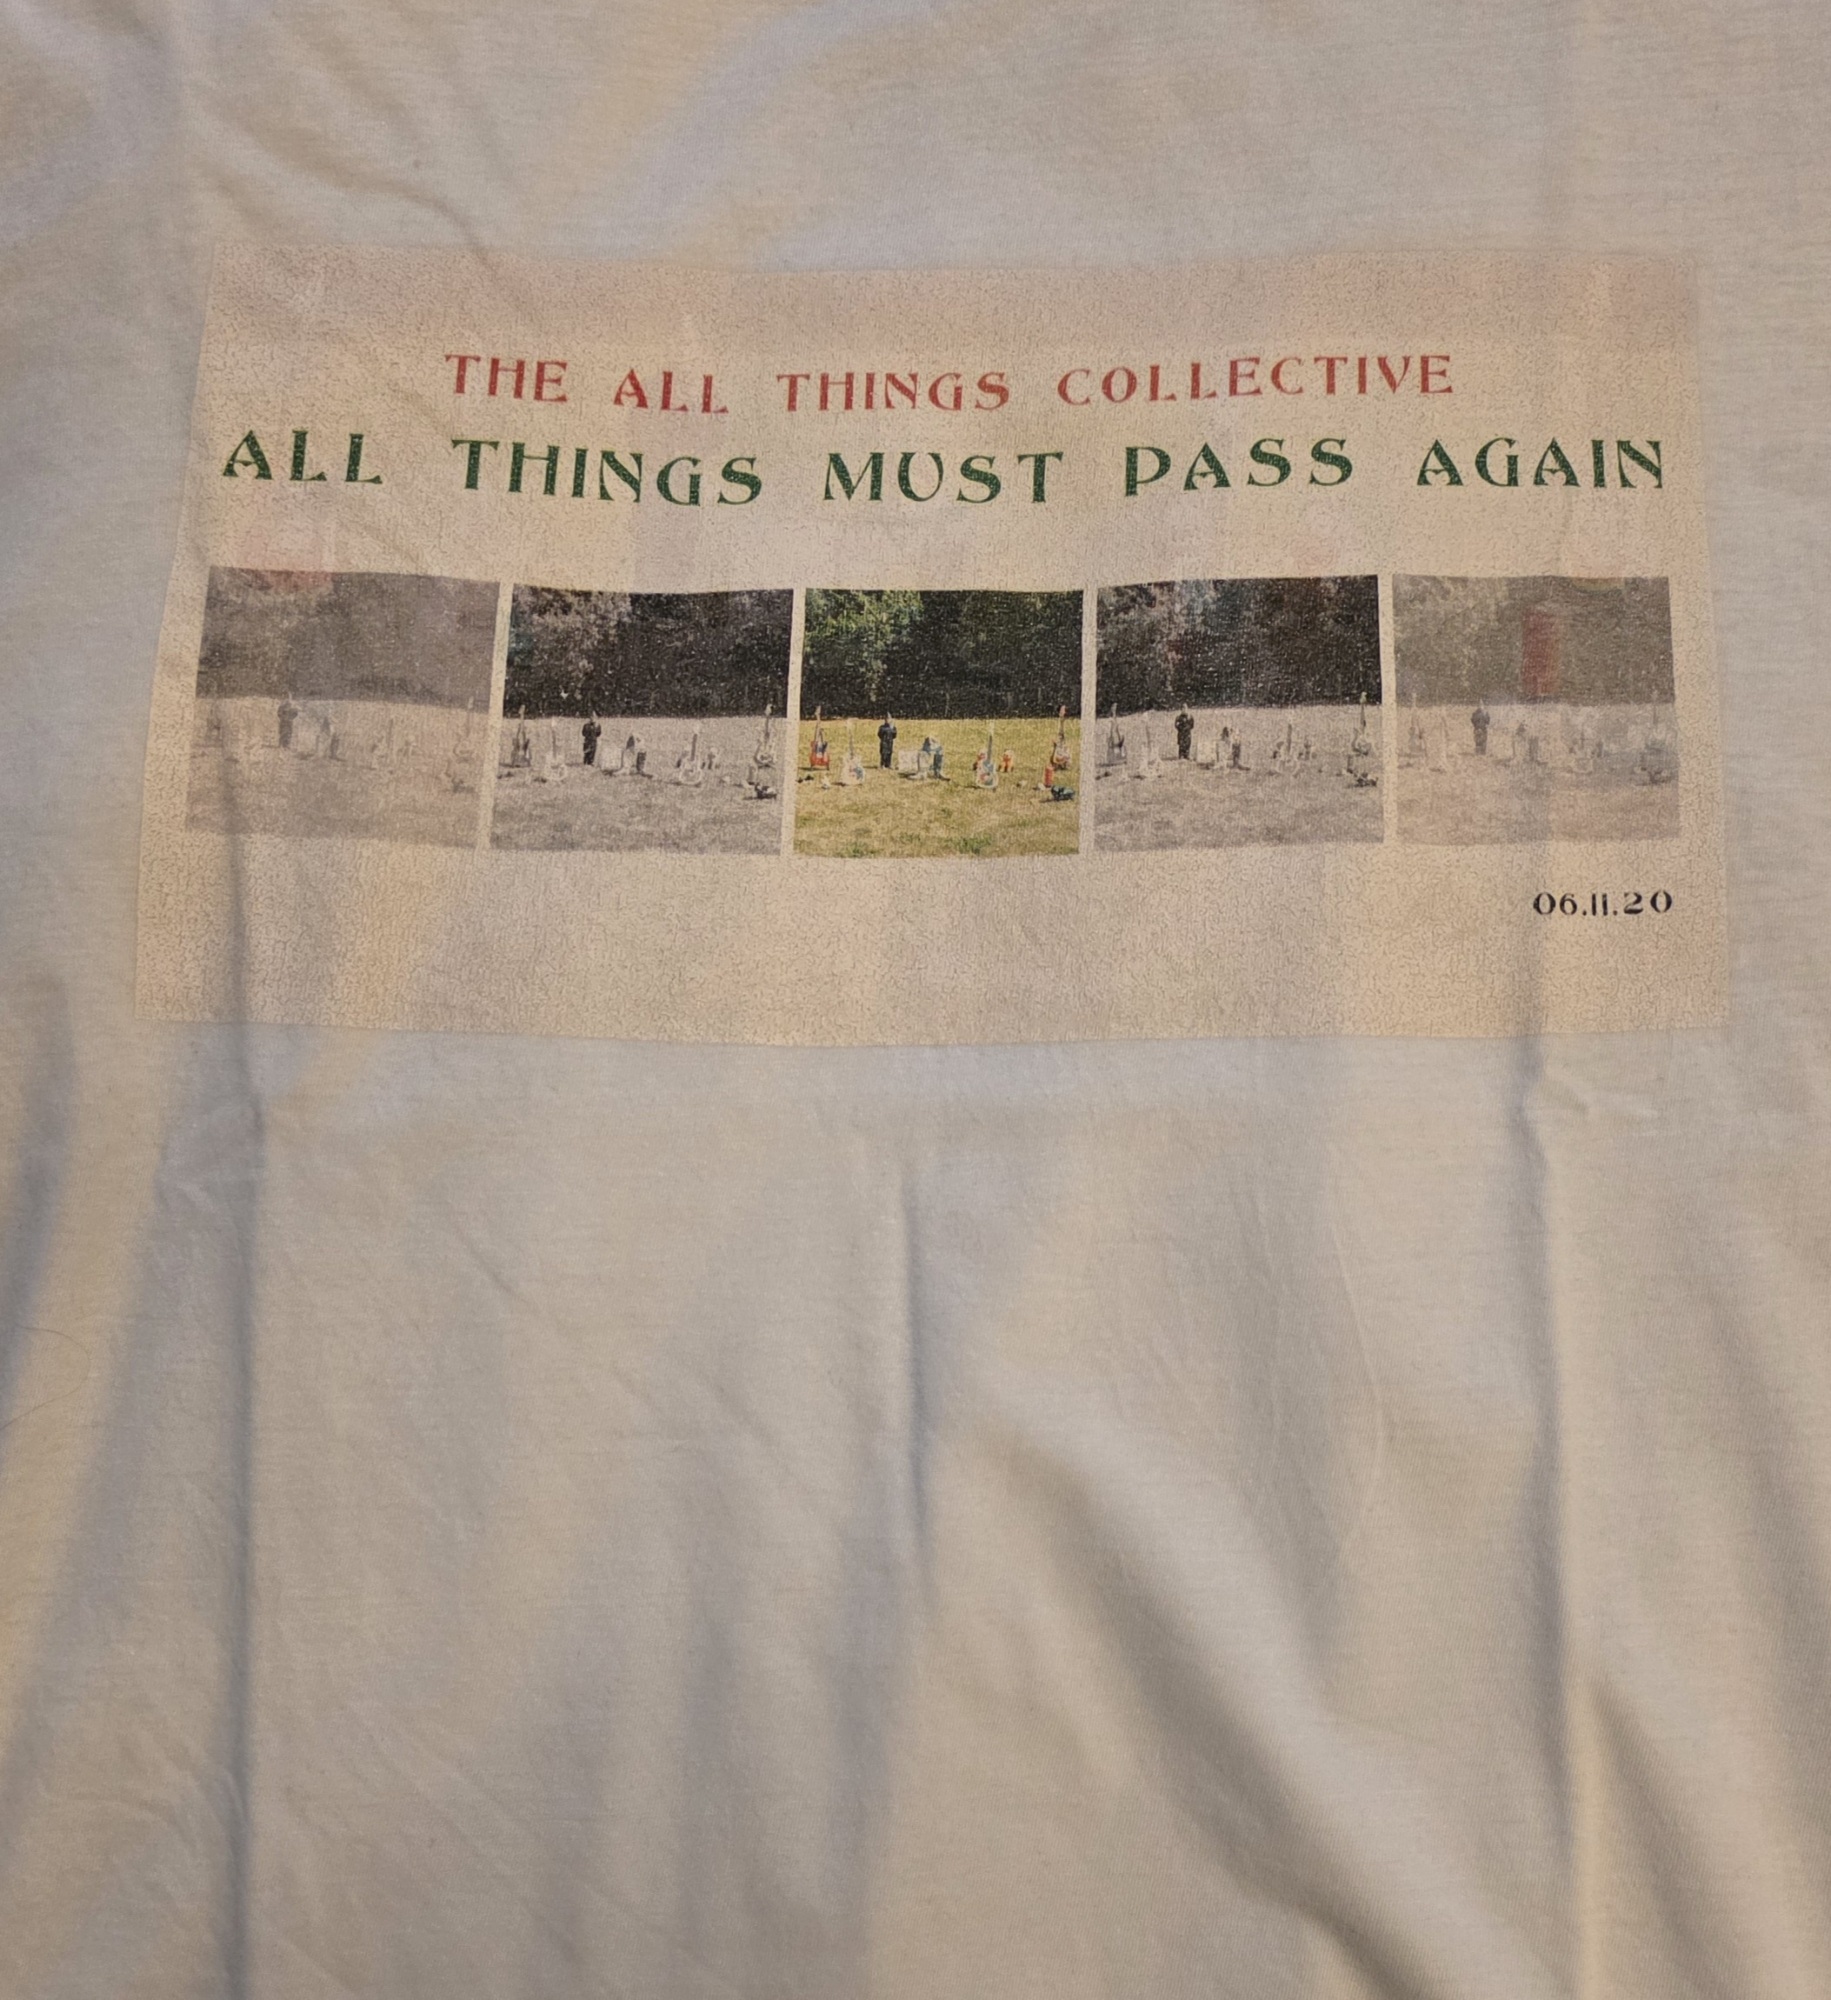 THE ALL THINGS COLLECTIVE
ALL THINGS MUST PASS AGAIN
06.11.20